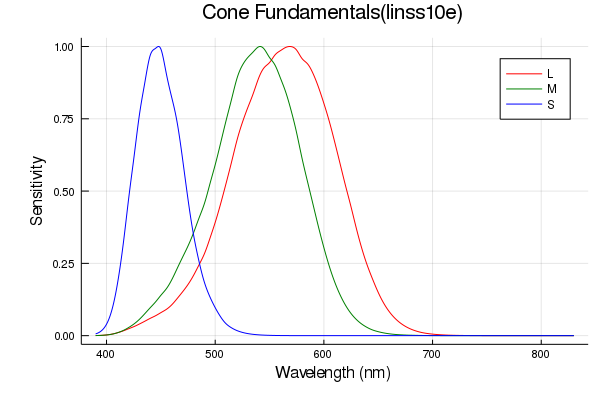 Cone Fundamentals(linss10e)
1.00
0.75
0.50
0.25
0.00
Sensitivity
L
M
S
400 500 600 700 800
Wavelength (nm)